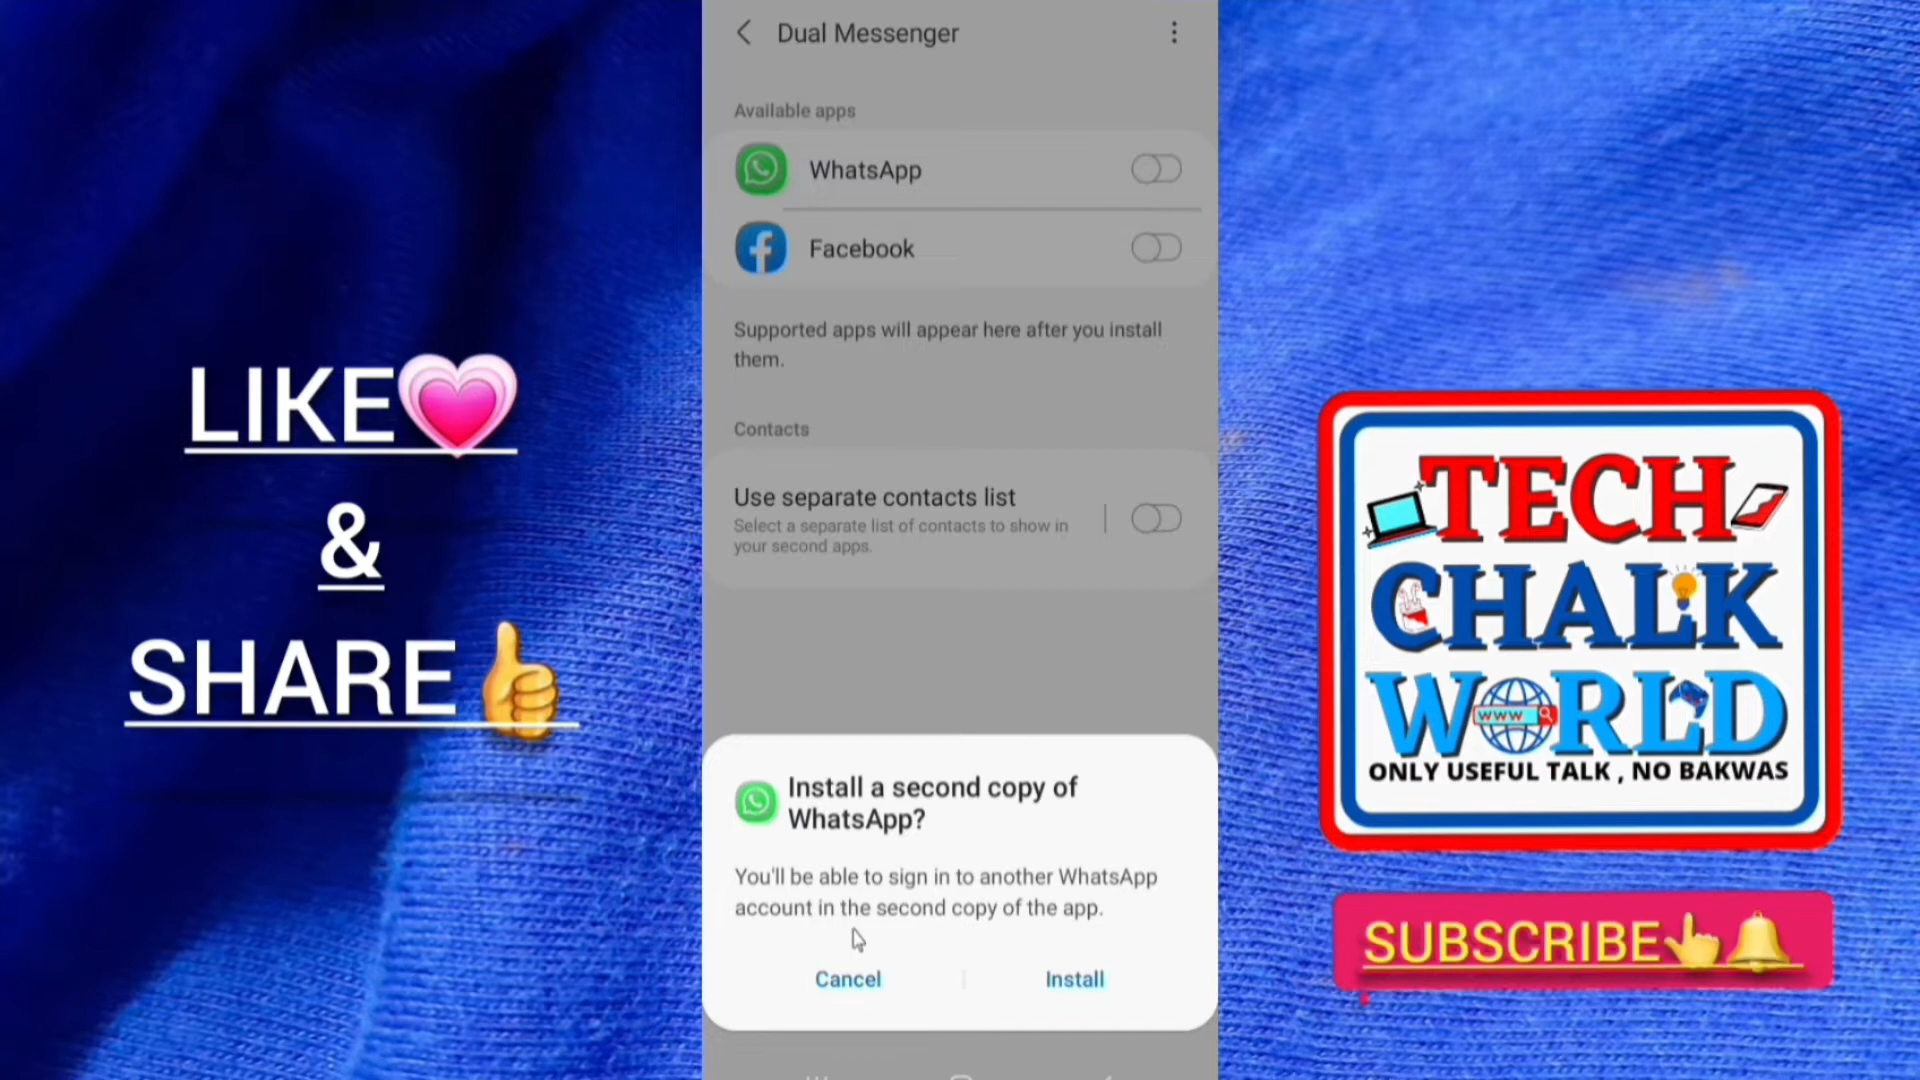 LIKE
&
SHARE
Dual Messenger
Available apps
WhatsApp
Facebook
Supported apps will appear here after you install
them.
Contacts
Use separate contacts list
Select a separate list of contacts to show in
your second apps.
Install a second copy of
WhatsApp?
You'll be able to sign in to another WhatsApp
account in the second copy of the app.
Cancel
Install
TECH
CHALK
WORLD
www
ONLY USEFUL TALK , NO BAKWAS
SUBSCRIBE